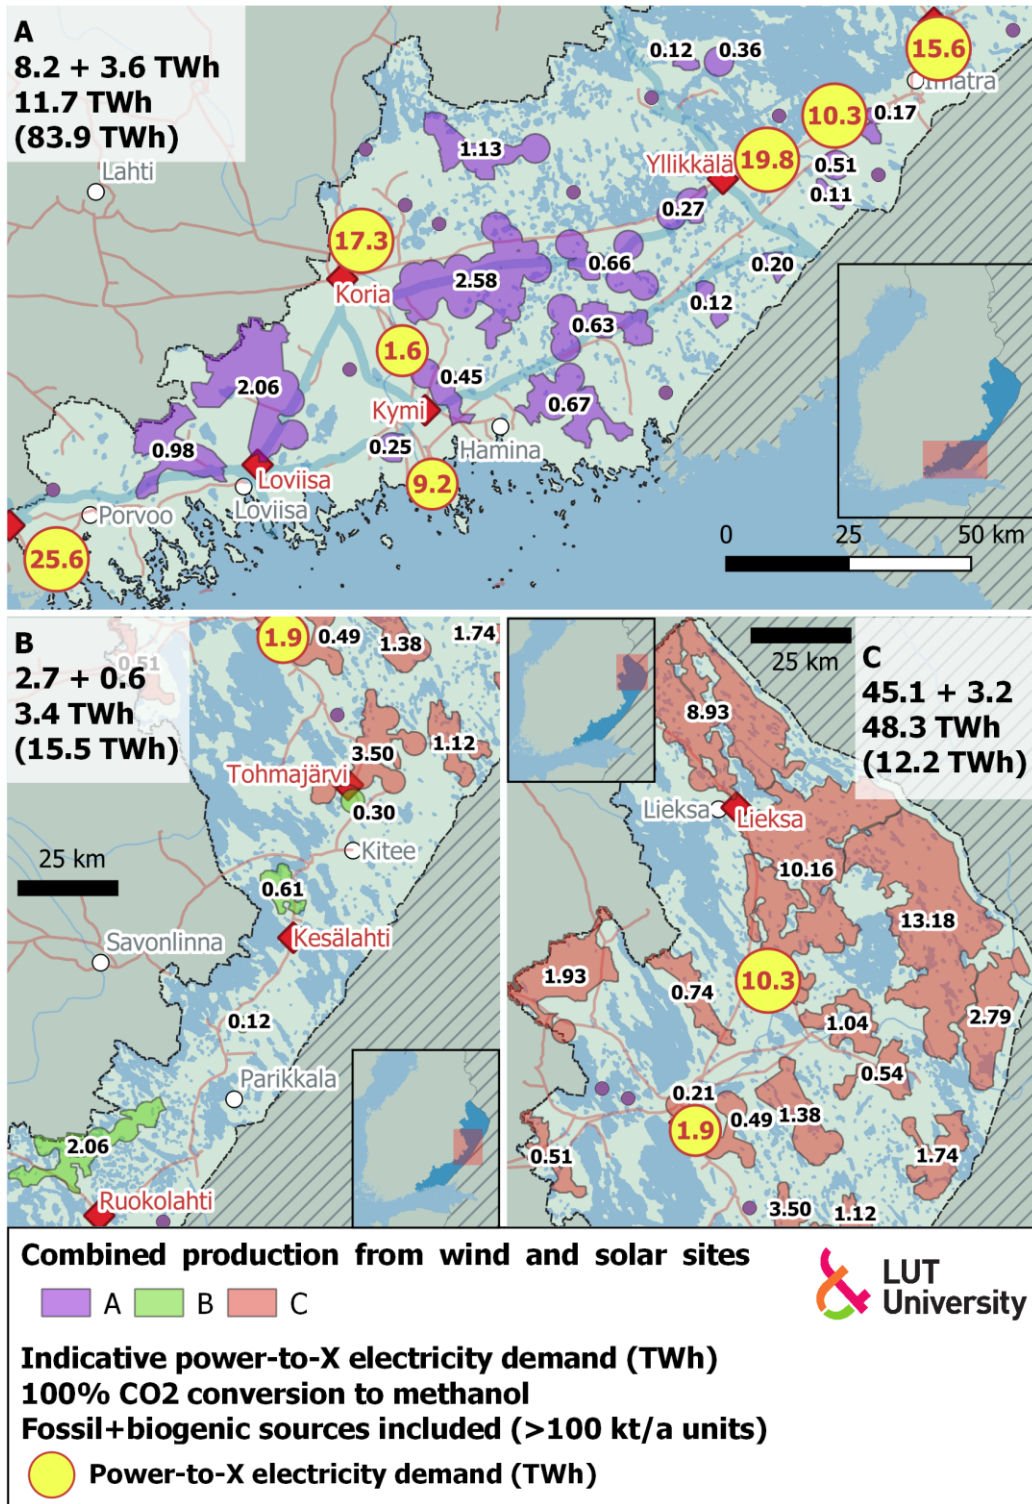 A
8.2 + 3.6 TWh
11.7 TWh
(83.9 TWh)
Lahti
0.12
0.36
15.6
Imatra
10.3
0.17
1.13
Yllikkälä
19.8
0.51
0.11
0.27
17.3
Koria
2.58
0.66
0.20
0.12
0.63
1.6
0.45
2.06
Kymi
0.67
0.98
0.25
Hamina
Loviisa
Loviisa
9.2
Porvoo
25.6
0
25
50 km
B
2.7 + 0.6
3.4 TWh
(15.5 TWh)
0.51
1.9
0.49
1.38
1.74
3.50
1.12
Tohmajärvi
0.30
Kitee
25 km
0.61
Kesälahti
Savonlinna
0.12
Parikkala
2.06
Ruokolahti
25 km
C
45.1 + 3.2
48.3 TWh
(12.2 TWh)
8.93
Lieksa
Lieksa
10.16
13.18
1.93
0.74
10.3
1.04
2.79
0.54
0.21
0.49
1.38
1.9
0.51
1.74
3.50
1.12
Combined production from wind and solar sites
A B C
LUT
University
Indicative power-to-X electricity demand (TWh)
100% CO2 conversion to methanol
Fossil+biogenic sources included (>100 kt/a units)
Power-to-X electricity demand (TWh)